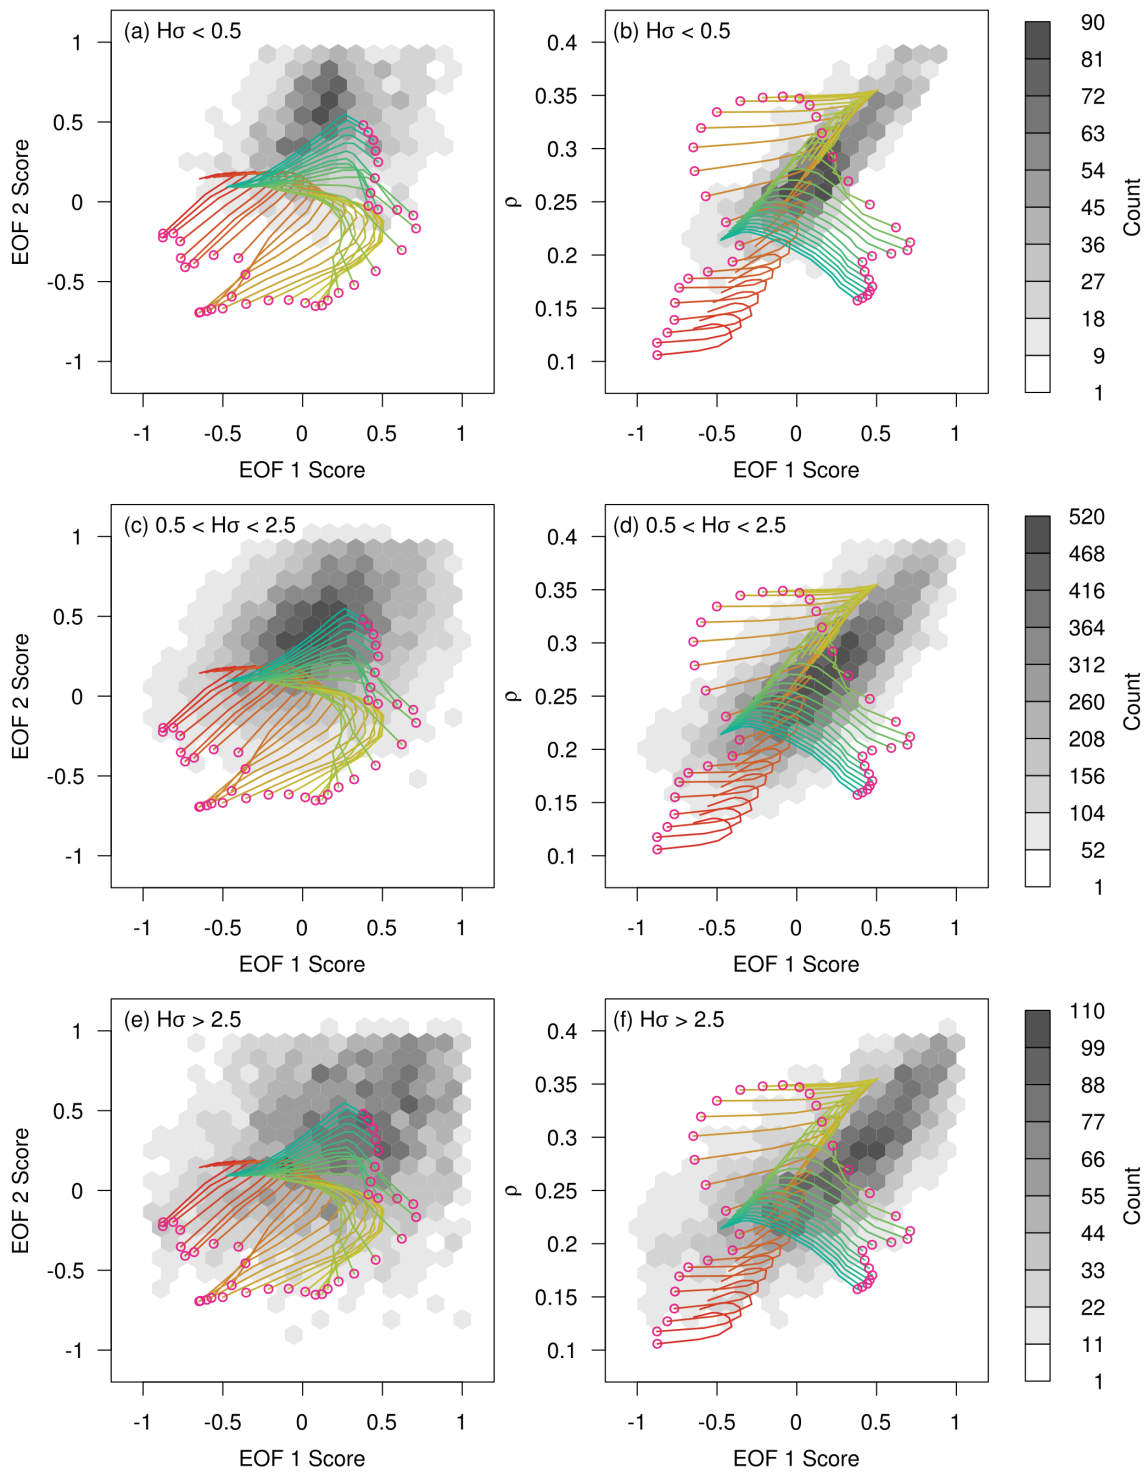 (a) Hσ < 0.5
1
0.5
0
-0.5
-1
EOF 2 Score
-1 -0.5 0 0.5 1
EOF 1 Score
(b) Hσ < 0.5
0.4
0.35
0.3
0.25
0.2
0.15
0.1
ρ
-1 -0.5 0 0.5 1
EOF 1 Score
90
81
72
63
54
45
36
27
18
9
1
Count
(c) 0.5 < Hσ < 2.5
1
0.5
0
-0.5
-1
EOF 2 Score
-1 -0.5 0 0.5 1
EOF 1 Score
(d) 0.5 < Hσ < 2.5
0.4
0.35
0.3
0.25
0.2
0.15
0.1
ρ
-1 -0.5 0 0.5 1
EOF 1 Score
520
468
416
364
312
260
208
156
104
52
1
Count
(e) Hσ > 2.5
1
0.5
0
-0.5
-1
EOF 2 Score
-1 -0.5 0 0.5 1
EOF 1 Score
(f) Hσ > 2.5
0.4
0.35
0.3
0.25
0.2
0.15
0.1
ρ
-1 -0.5 0 0.5 1
EOF 1 Score
110
99
88
77
66
55
44
33
22
11
1
Count